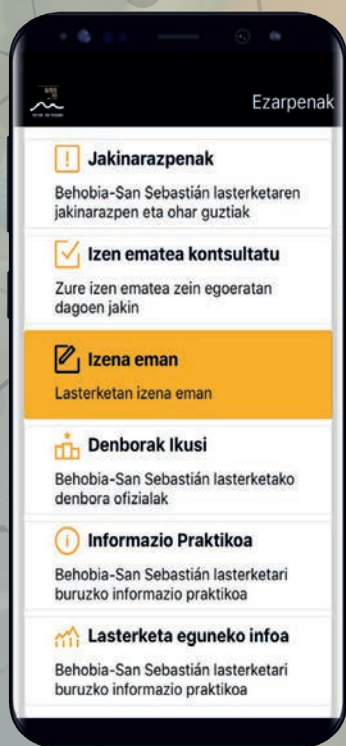 Ezarpenak
Jakinarazpenak
Behobia-San Sebastián lasterketaren
jakinarazpen eta ohar guztiak
Izen ematea kontsultatu
Zure izen ematea zein egoeratan
dagoen jakin
Izena eman
Lasterketan izena eman
Denborak Ikusi
Behobia-San Sebastián lasterketako
denbora ofizialak
Informazio Praktikoa
Behobia-San Sebastián lasterketari
buruzko informazio praktikoa
Lasterketa eguneko infoa
Behobia-San Sebastián lasterketari
buruzko informazio praktikoa